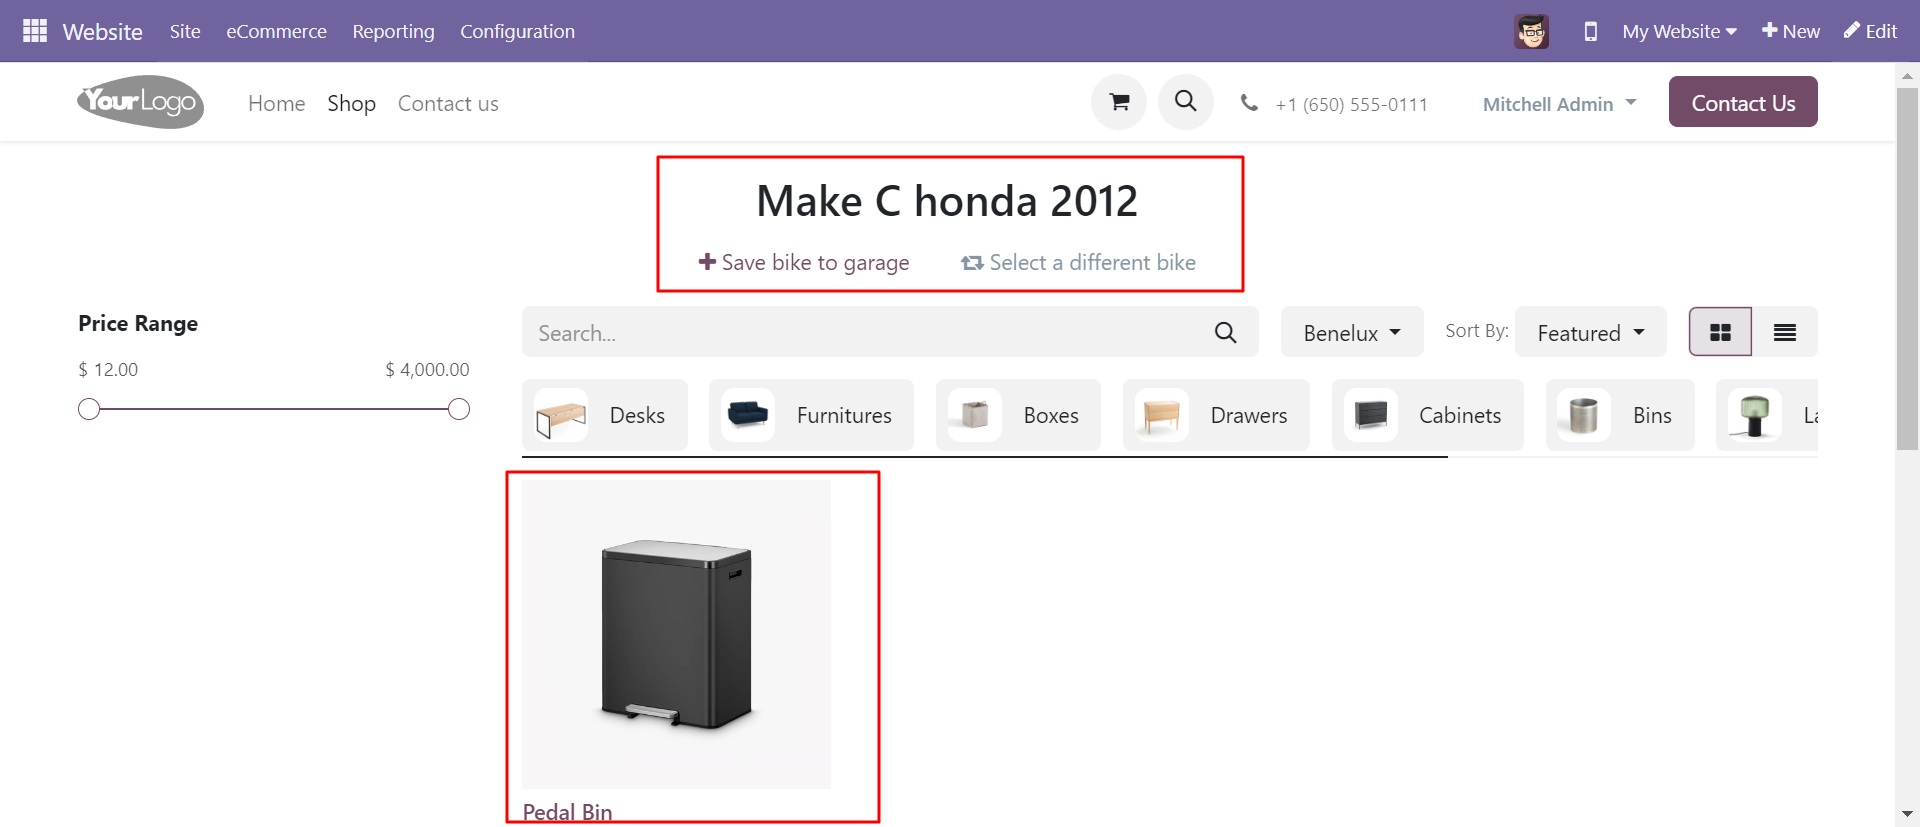 Website Site eCommerce Reporting Configuration My Website New Edit
YourLogo Home Shop Contact us +1 (650) 555-0111 Mitchell Admin Contact Us
Make C honda 2012
Save bike to garage Select a different bike
Price Range
$ 12.00 $ 4,000.00
Search... Benelux Sort By: Featured
Desks Furnitures Boxes Drawers Cabinets Bins
Pedal Bin